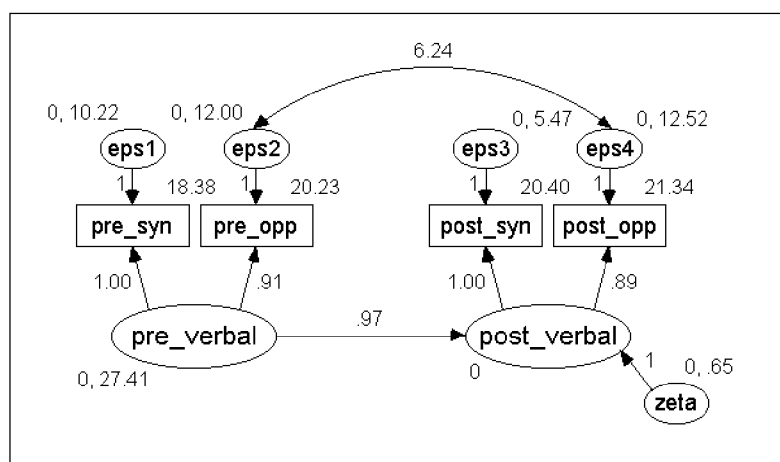 6.24
0, 10.22 0, 12.00 0, 5.47 0, 12.52
eps1 eps2 eps3 eps4
1 18.38 1 20.23 1 20.40 1 21.34
pre_syn pre_opp post_syn post_opp
1.00 .91 1.00 .89
.97
pre_verbal post_verbal
0, 27.41 0 1 0, .65
zeta